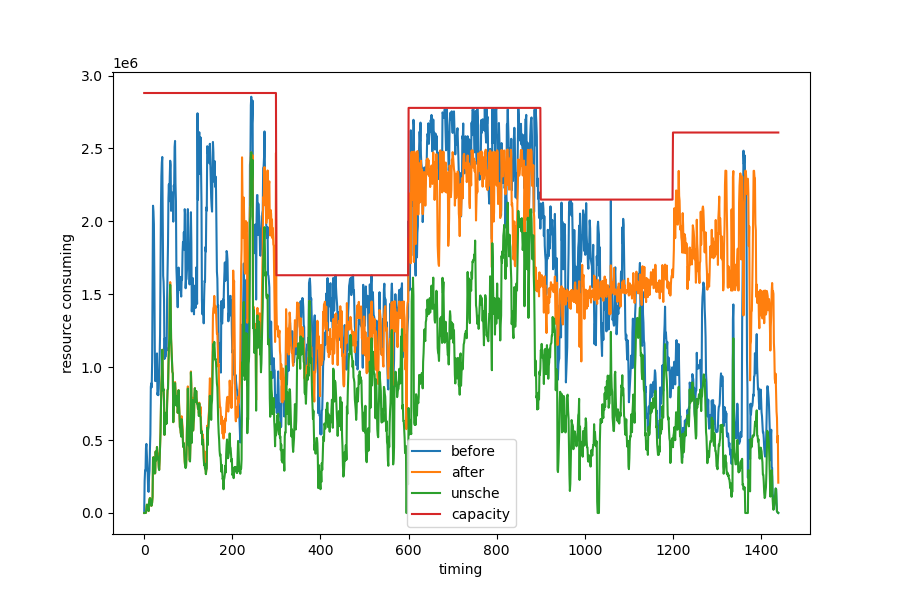 1e6
3.0
2.5
2.0
1.5
1.0
0.5
0.0
resource consuming
before
after
unsche
capacity
0 200 400 600 800 1000 1200 1400
timing